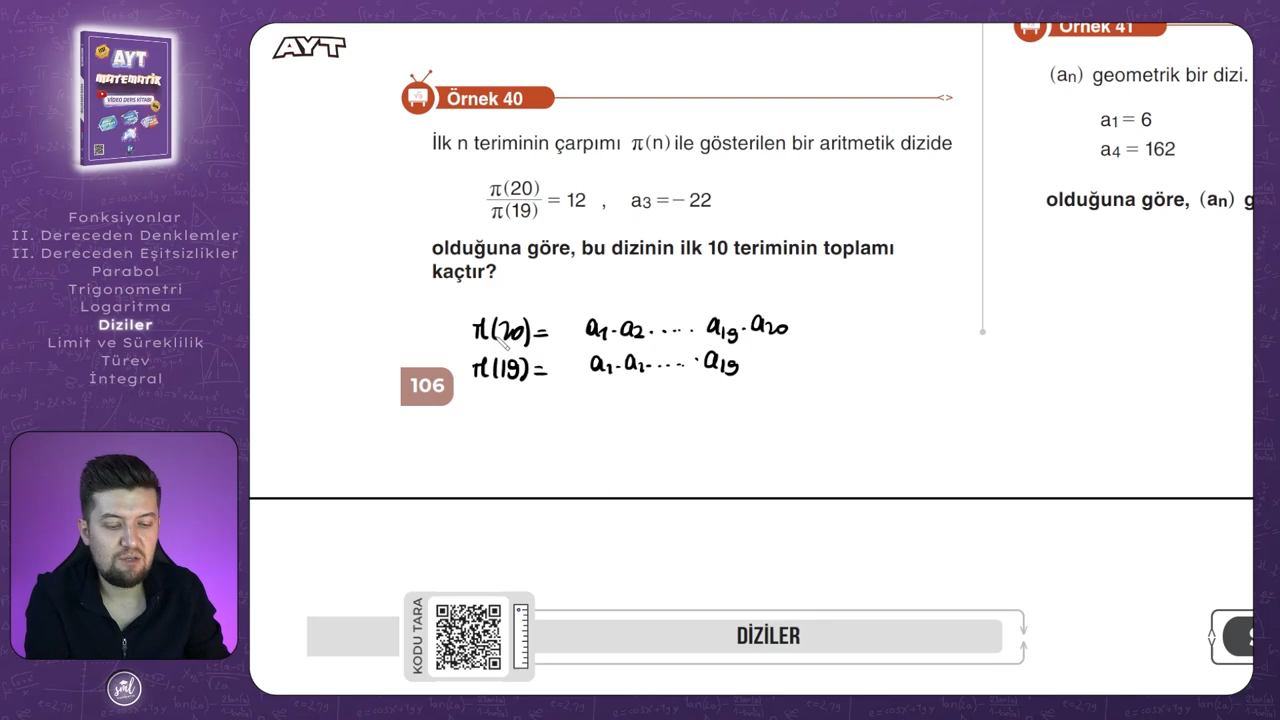 AYT
MATEMATİK
VİDEO DERS KİTABI
Fonksiyonlar
II. Dereceden Denklemler
II. Dereceden Eşitsizlikler
Parabol
Trigonometri
Logaritma
Diziler
Limit ve Süreklilik
Türev
İntegral
sml
AYT
Örnek 40
İlk n teriminin çarpımı π(n) ile gösterilen bir aritmetik dizide
π(20)/π(19) = 12 , a3 = − 22
olduğuna göre, bu dizinin ilk 10 teriminin toplamı
kaçtır?
π(20) = a1 . a2 ..... a19 . a20
π(19) = a1 . a2 ..... a19
106
Örnek 41
(an) geometrik bir dizi.
a1 = 6
a4 = 162
olduğuna göre, (an) g
KODU TARA
DİZİLER